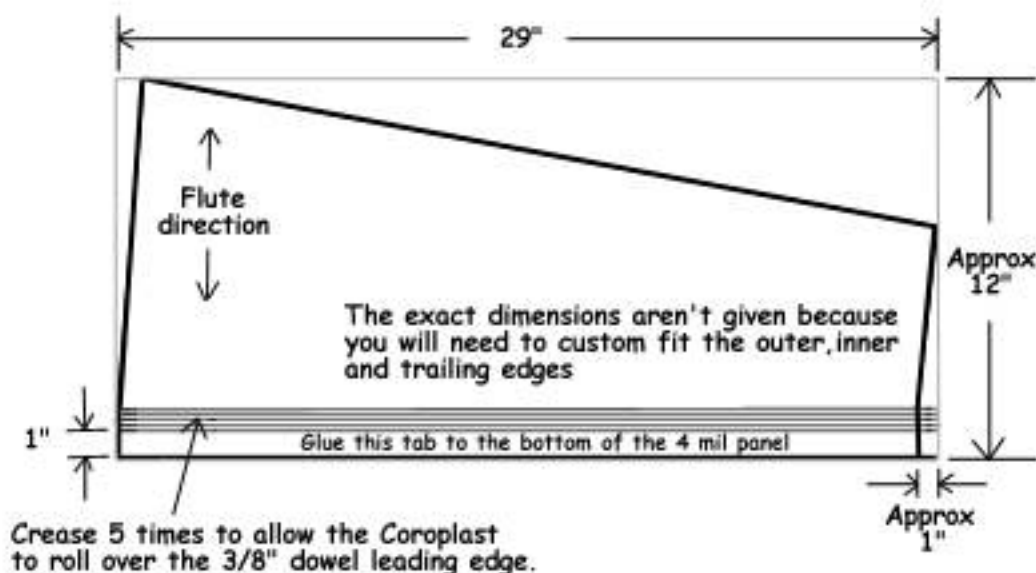 29"
Flute
direction
Approx
12"
The exact dimensions aren't given because
you will need to custom fit the outer, inner
and trailing edges
1"
Glue this tab to the bottom of the 4 mil panel
Approx
1"
Crease 5 times to allow the Coroplast
to roll over the 3/8" dowel leading edge.